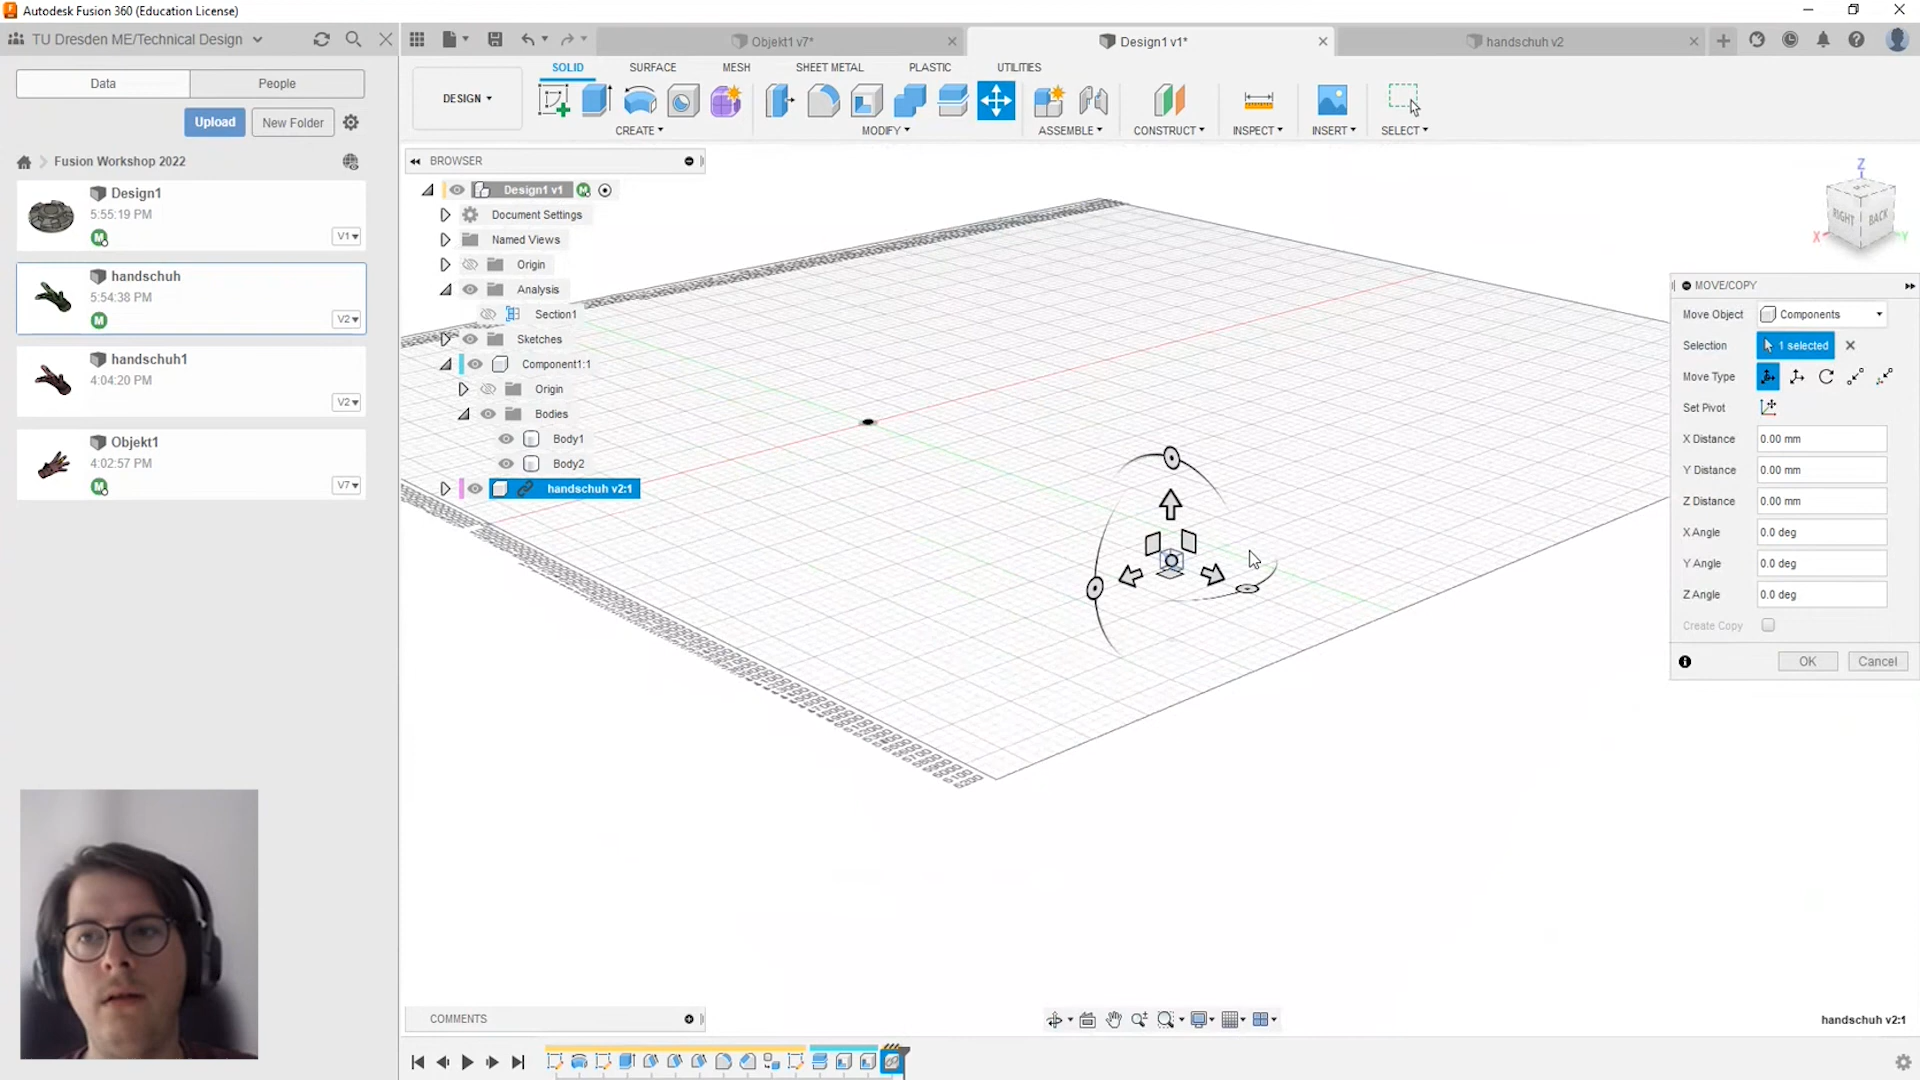 Autodesk Fusion 360 (Education License)
TU Dresden ME/Technical Design
Objekt1 v7*
Design1 v1*
handschuh v2
Data
People
SOLID
SURFACE
MESH
SHEET METAL
PLASTIC
UTILITIES
DESIGN
Upload
New Folder
CREATE
MODIFY
ASSEMBLE
CONSTRUCT
INSPECT
INSERT
SELECT
Fusion Workshop 2022
Design1
5:55:19 PM
V1
handschuh
5:54:38 PM
V2
handschuh1
4:04:20 PM
V2
Objekt1
4:02:57 PM
V7
BROWSER
Design1 v1
Document Settings
Named Views
Origin
Analysis
Section1
Sketches
Component1:1
Origin
Bodies
Body1
Body2
handschuh v2:1
Z
RIGHT
BACK
X
Y
MOVE/COPY
Move Object
Components
Selection
1 selected
Move Type
Set Pivot
X Distance
0.00 mm
Y Distance
0.00 mm
Z Distance
0.00 mm
X Angle
0.0 deg
Y Angle
0.0 deg
Z Angle
0.0 deg
Create Copy
OK
Cancel
COMMENTS
handschuh v2:1